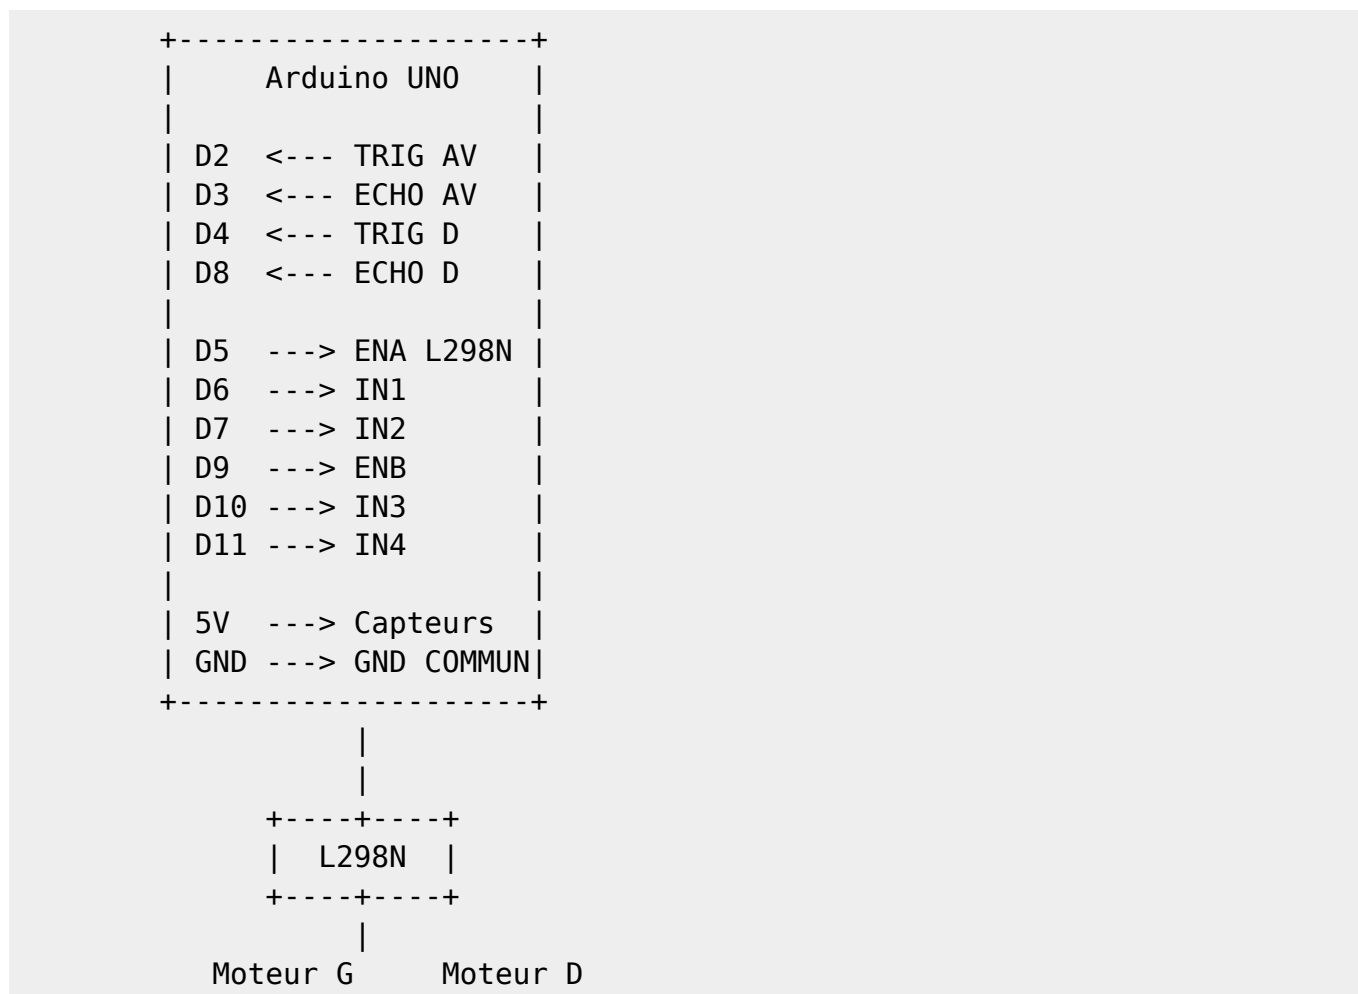 +--------------------+
|     Arduino UNO    |
|                    |
| D2  <--- TRIG AV   |
| D3  <--- ECHO AV   |
| D4  <--- TRIG D    |
| D8  <--- ECHO D    |
|                    |
| D5  ---> ENA L298N |
| D6  ---> IN1       |
| D7  ---> IN2       |
| D9  ---> ENB       |
| D10 ---> IN3       |
| D11 ---> IN4       |
|                    |
| 5V  ---> Capteurs  |
| GND ---> GND COMMUN|
+--------------------+
           |
           |
      +----+----+
      |  L298N  |
      +----+----+
           |
   Moteur G     Moteur D